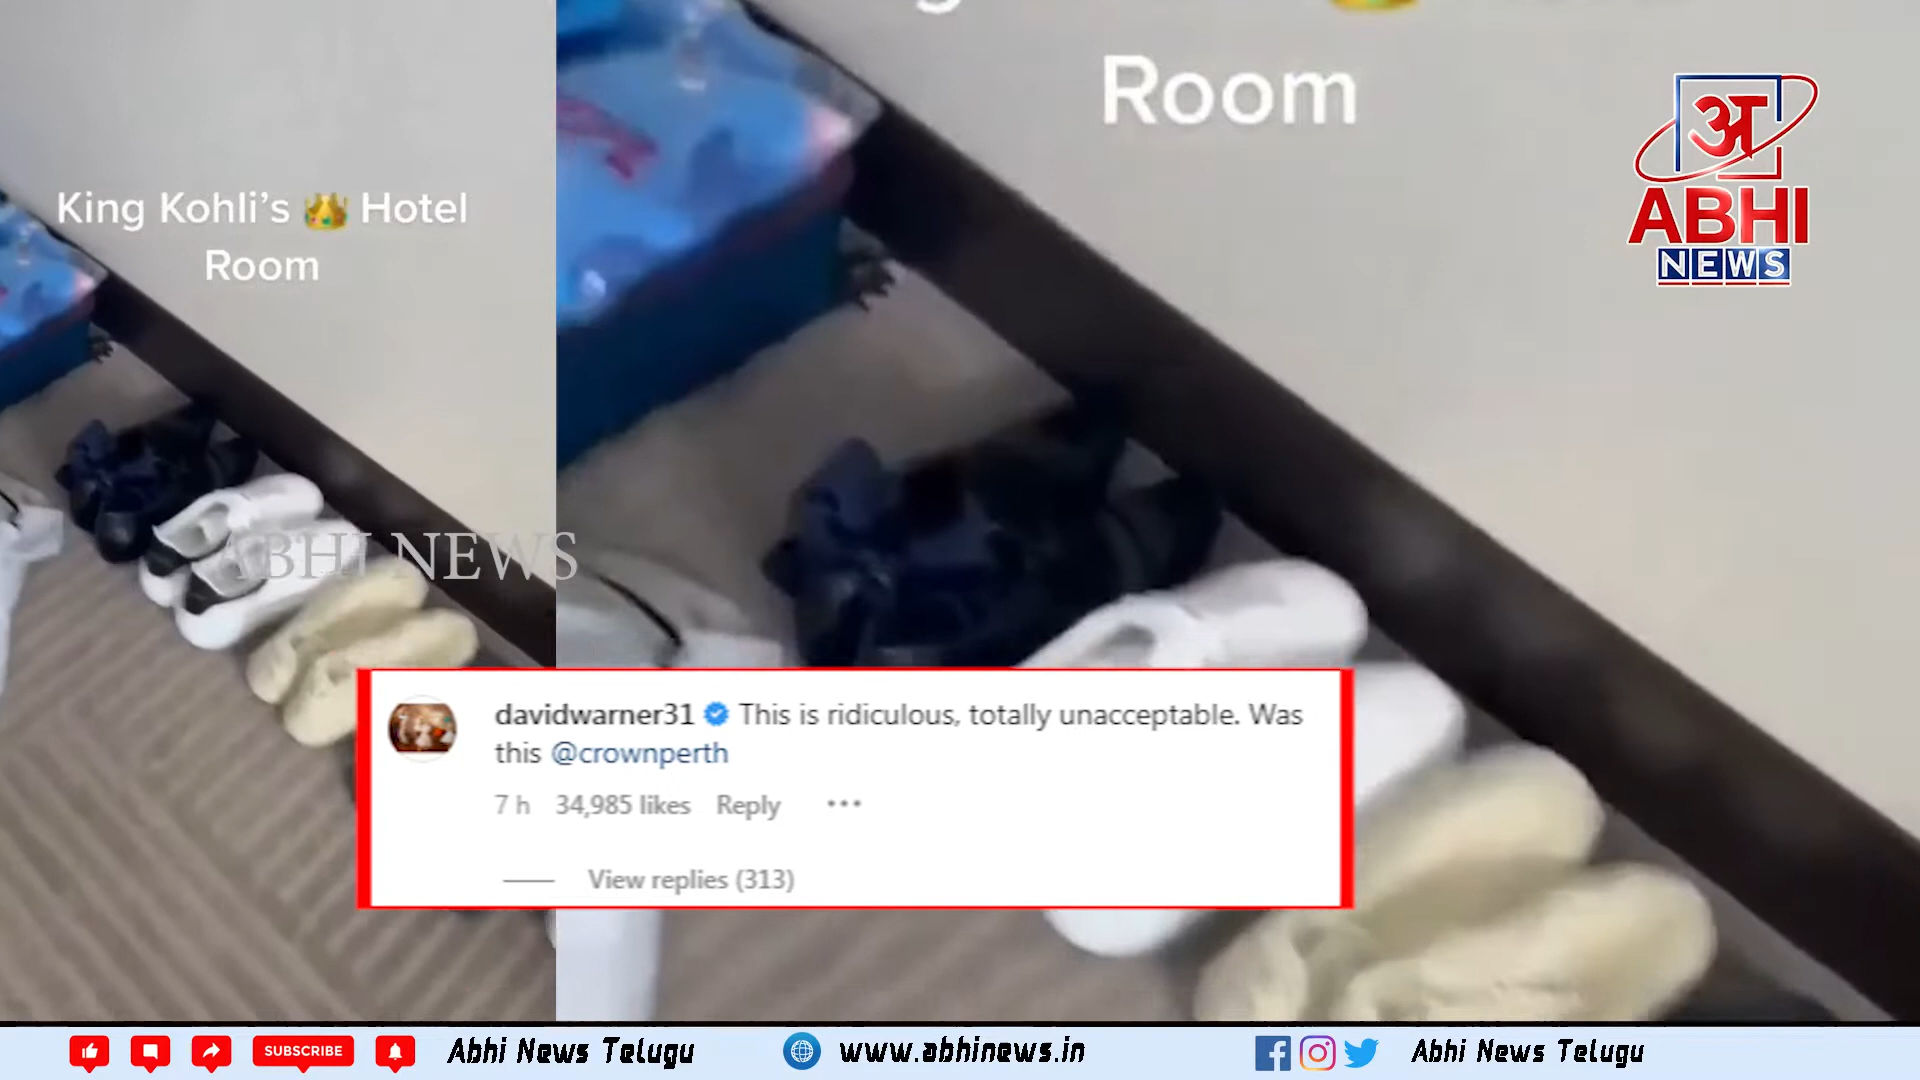 King Kohli's 👑 Hotel
Room
Room
अ
ABHI
NEWS
ABHI NEWS
davidwarner31 This is ridiculous, totally unacceptable. Was
this @crownperth
7 h 34,985 likes Reply •••
View replies (313)
SUBSCRIBE
Abhi News Telugu
www.abhinews.in
Abhi News Telugu